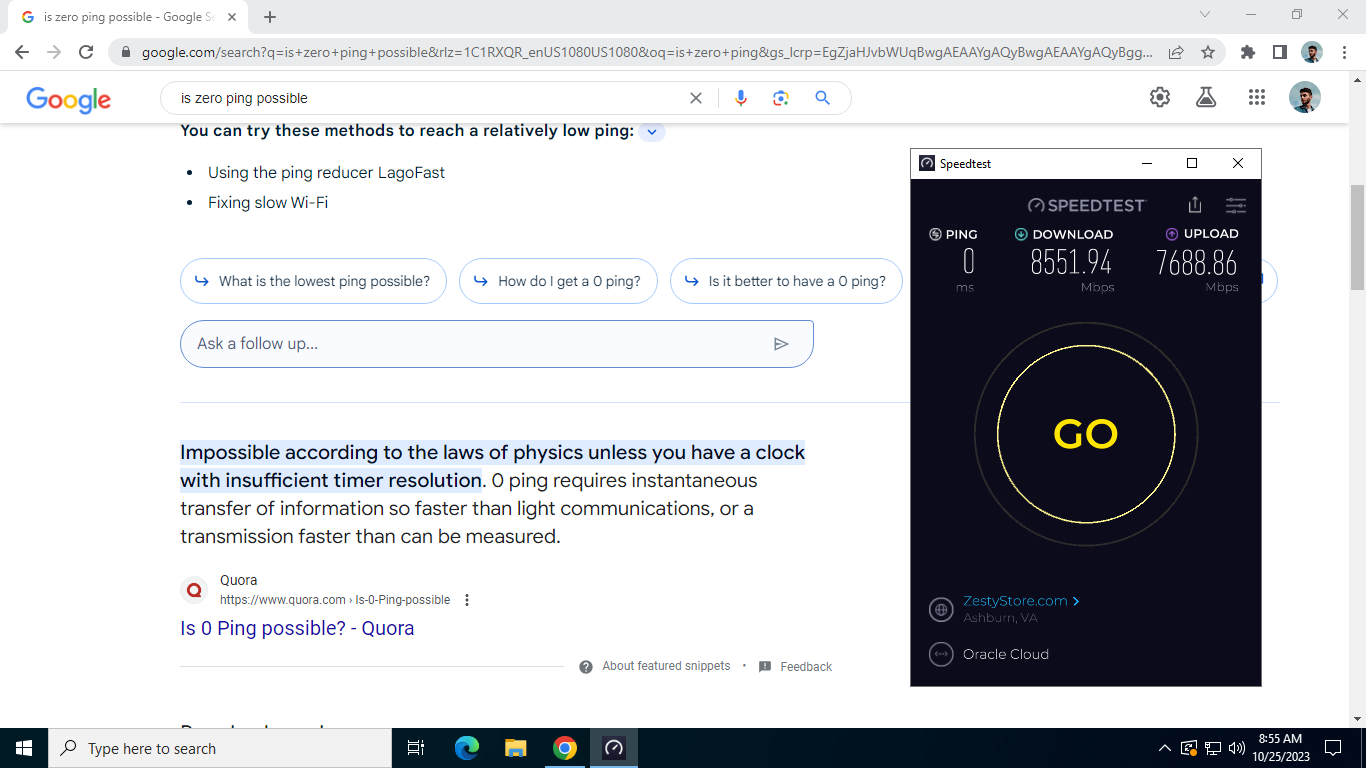 is zero ping possible - Google Se
google.com/search?q=is+zero+ping+possible&rlz=1C1RXQR_enUS1080US1080&oq=is+zero+ping&gs_lcrp=EgZjaHJvbWUqBwgAEAAYgAQyBwgAEAAYgAQyBgg...
Google
is zero ping possible
You can try these methods to reach a relatively low ping:
• Using the ping reducer LagoFast
• Fixing slow Wi-Fi
What is the lowest ping possible?
How do I get a 0 ping?
Is it better to have a 0 ping?
Ask a follow up...
Impossible according to the laws of physics unless you have a clock
with insufficient timer resolution. 0 ping requires instantaneous
transfer of information so faster than light communications, or a
transmission faster than can be measured.
Quora
https://www.quora.com › Is-0-Ping-possible
Is 0 Ping possible? - Quora
About featured snippets • Feedback
Speedtest
SPEEDTEST
PING DOWNLOAD UPLOAD
0 8551.94 7688.86
ms Mbps Mbps
GO
ZestyStore.com
Ashburn, VA
Oracle Cloud
Type here to search
8:55 AM
10/25/2023